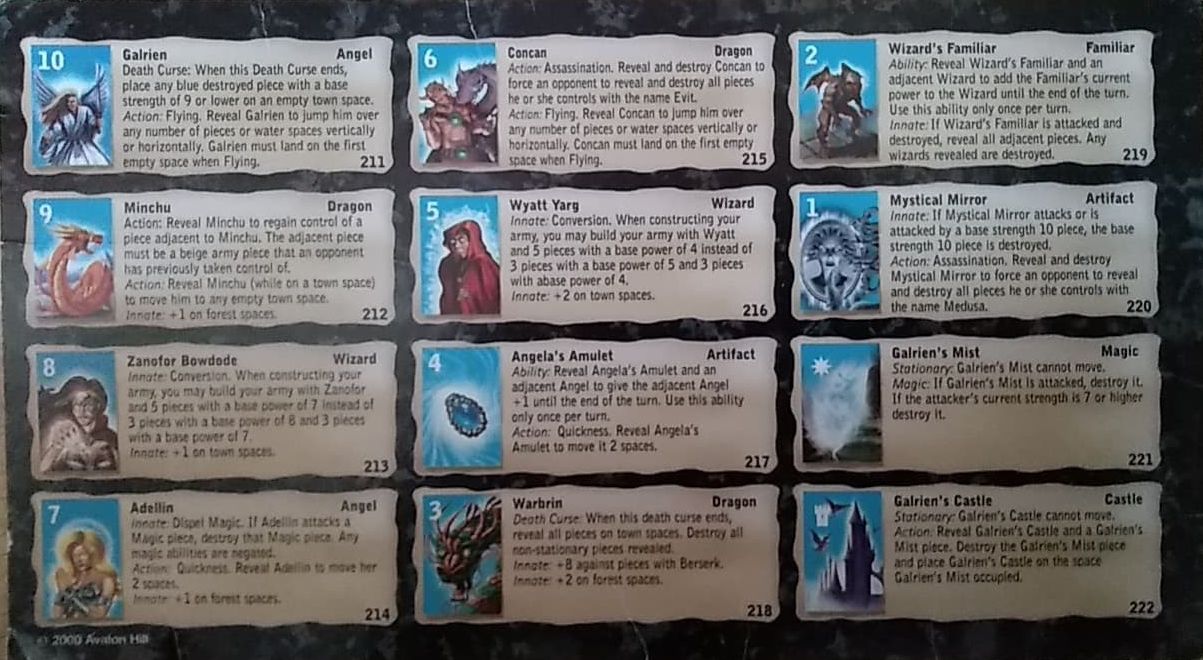 10
Galrien Angel
Death Curse: When this Death Curse ends,
place any blue destroyed piece with a base
strength of 9 or lower on an empty town space.
Action: Flying. Reveal Galrien to jump him over
any number of pieces or water spaces vertically
or horizontally. Galrien must land on the first
empty space when Flying.
211
9
Minchu Dragon
Action: Reveal Minchu to regain control of a
piece adjacent to Minchu. The adjacent piece
must be a beige army piece that an opponent
has previously taken control of.
Action: Reveal Minchu (while on a town space)
to move him to any empty town space.
Innate: +1 on forest spaces.
212
8
Zanofor Bowdode Wizard
Innate: Conversion. When constructing your
army, you may build your army with Zanofor
and 5 pieces with a base power of 7 instead of
3 pieces with a base power of 8 and 3 pieces
with a base power of 7.
Innate: +1 on town spaces.
213
7
Adellin Angel
Innate: Dispel Magic. If Adellin attacks a
Magic piece, destroy that Magic piece. Any
magic abilities are negated.
Action: Quickness. Reveal Adellin to move her
2 spaces.
Innate: +1 on forest spaces.
214
6
Concan Dragon
Action: Assassination. Reveal and destroy Concan to
force an opponent to reveal and destroy all pieces
he or she controls with the name Evit.
Action: Flying. Reveal Concan to jump him over
any number of pieces or water spaces vertically or
horizontally. Concan must land on the first empty
space when Flying.
215
5
Wyatt Yarg Wizard
Innate: Conversion. When constructing your
army, you may build your army with Wyatt
and 5 pieces with a base power of 4 instead of
3 pieces with a base power of 5 and 3 pieces
with abase power of 4.
Innate: +2 on town spaces.
216
4
Angela's Amulet Artifact
Ability: Reveal Angela's Amulet and an
adjacent Angel to give the adjacent Angel
+1 until the end of the turn. Use this ability
only once per turn.
Action: Quickness. Reveal Angela's
Amulet to move it 2 spaces.
217
3
Warbrin Dragon
Death Curse: When this death curse ends,
reveal all pieces on town spaces. Destroy all
non-stationary pieces revealed.
Innate: +8 against pieces with Berserk.
Innate: +2 on forest spaces.
218
2
Wizard's Familiar Familiar
Ability: Reveal Wizard's Familiar and an
adjacent Wizard to add the Familiar's current
power to the Wizard until the end of the turn.
Use this ability only once per turn.
Innate: If Wizard's Familiar is attacked and
destroyed, reveal all adjacent pieces. Any
wizards revealed are destroyed.
219
1
Mystical Mirror Artifact
Innate: If Mystical Mirror attacks or is
attacked by a base strength 10 piece, the base
strength 10 piece is destroyed.
Action: Assassination. Reveal and destroy
Mystical Mirror to force an opponent to reveal
and destroy all pieces he or she controls with
the name Medusa.
220
Galrien's Mist Magic
Stationary: Galrien's Mist cannot move.
Magic: If Galrien's Mist is attacked, destroy it.
If the attacker's current strength is 7 or higher
destroy it.
221
Galrien's Castle Castle
Stationary: Galrien's Castle cannot move.
Action: Reveal Galrien's Castle and a Galrien's
Mist piece. Destroy the Galrien's Mist piece
and place Galrien's Castle on the space
Galrien's Mist occupied.
222
© 2000 Avalon Hill